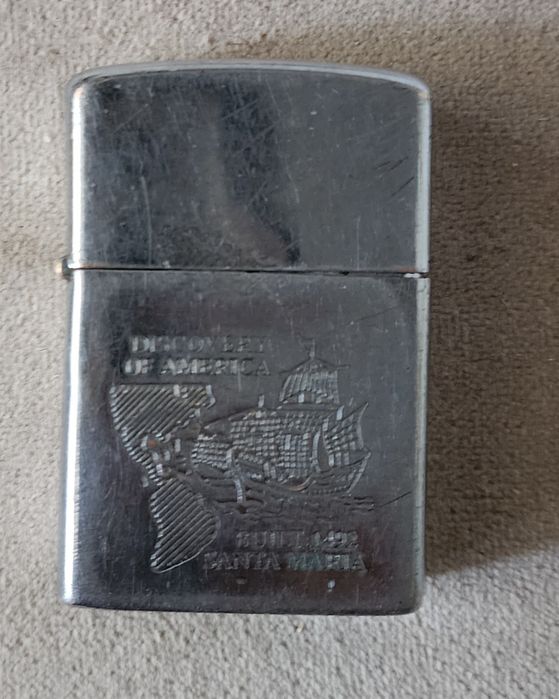 DISCOVERY
OF AMERICA
BUILT 1492
SANTA MARIA